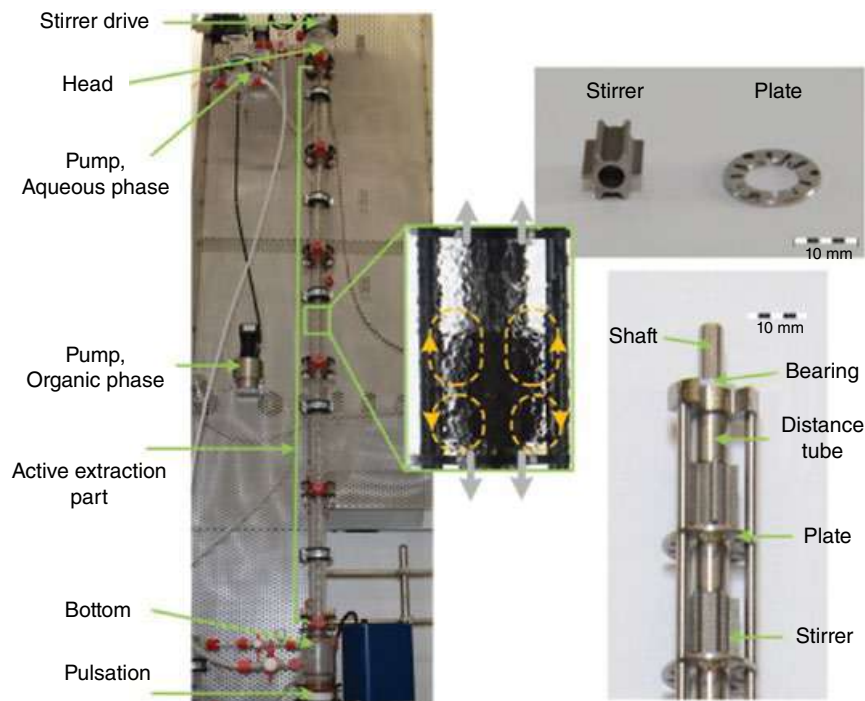 Stirrer drive
Head
Pump,
Aqueous phase
Pump,
Organic phase
Active extraction
part
Bottom
Pulsation
Stirrer
Plate
10 mm
10 mm
Shaft
Bearing
Distance
tube
Plate
Stirrer